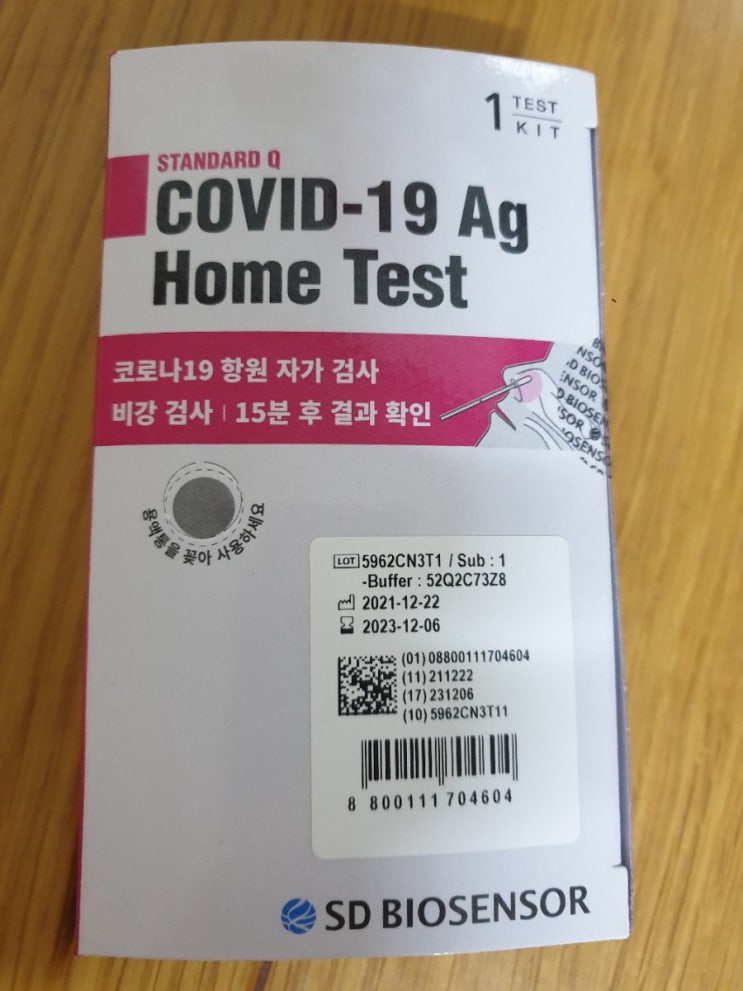 1 TEST
KIT
STANDARD Q
COVID-19 Ag
Home Test
코로나19 항원 자가 검사
비강 검사 | 15분 후 결과 확인
용액통을 꽂아 사용하세요
LOT 5962CN3T1 / Sub : 1
-Buffer : 52Q2C73Z8
2021-12-22
2023-12-06
(01) 08800111704604
(11) 211222
(17) 231206
(10) 5962CN3T11
8 800111 704604
SD BIOSENSOR